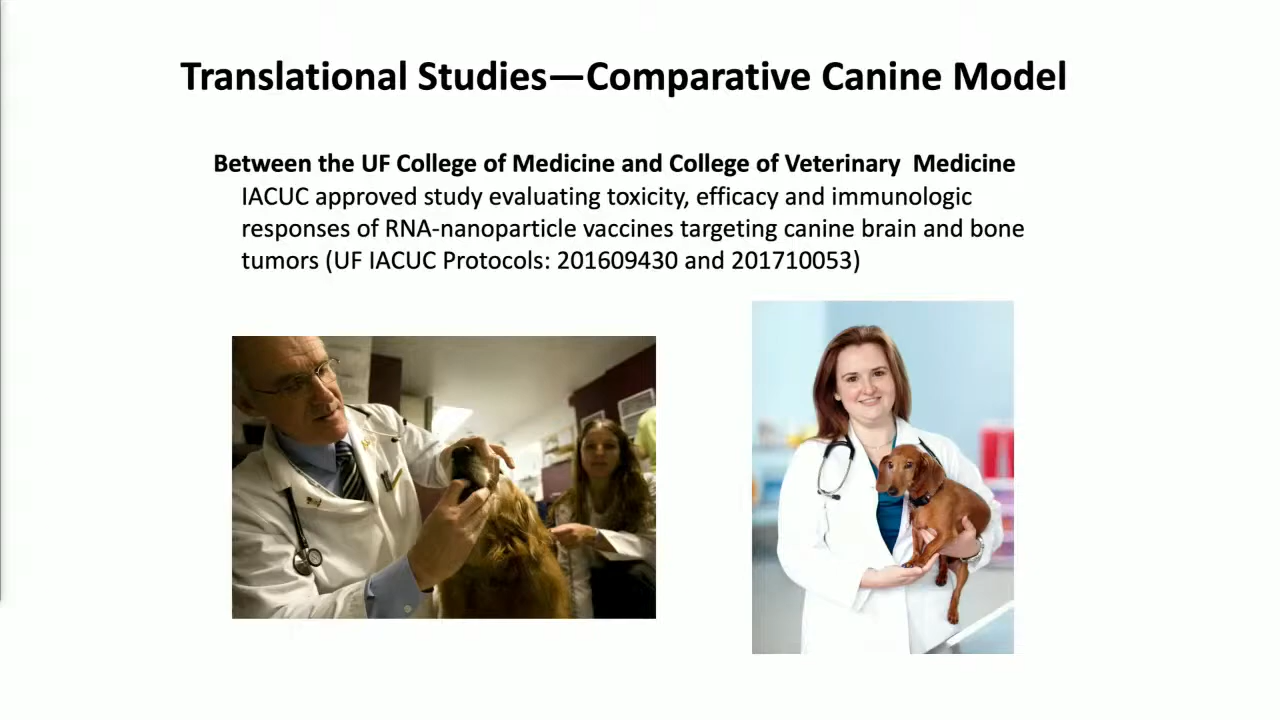 Translational Studies—Comparative Canine Model
Between the UF College of Medicine and College of Veterinary  Medicine
IACUC approved study evaluating toxicity, efficacy and immunologic
responses of RNA-nanoparticle vaccines targeting canine brain and bone
tumors (UF IACUC Protocols: 201609430 and 201710053)